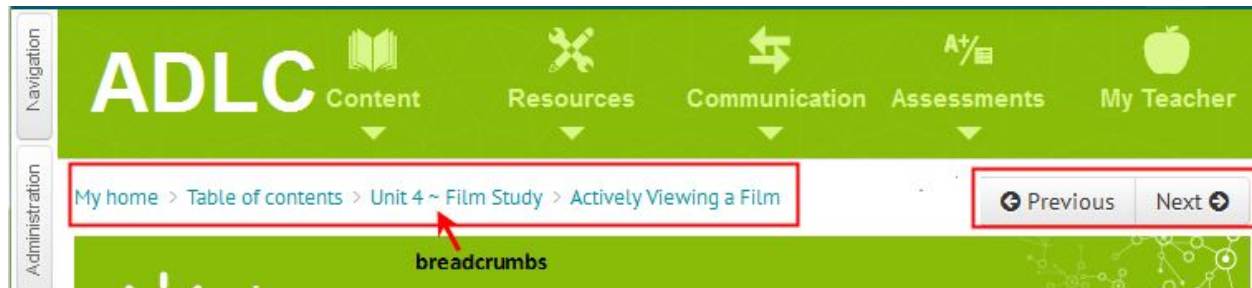 Navigation
ADLC
Content
Resources
Communication
A+/
Assessments
My Teacher
Administration
My home > Table of contents > Unit 4 ~ Film Study > Actively Viewing a Film
Previous
Next
breadcrumbs